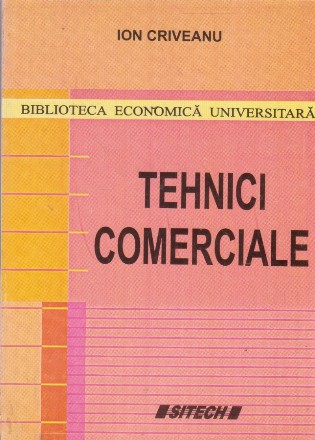 ION CRIVEANU
BIBLIOTECA ECONOMICĂ UNIVERSITARĂ
TEHNICI
COMERCIALE
SITECH